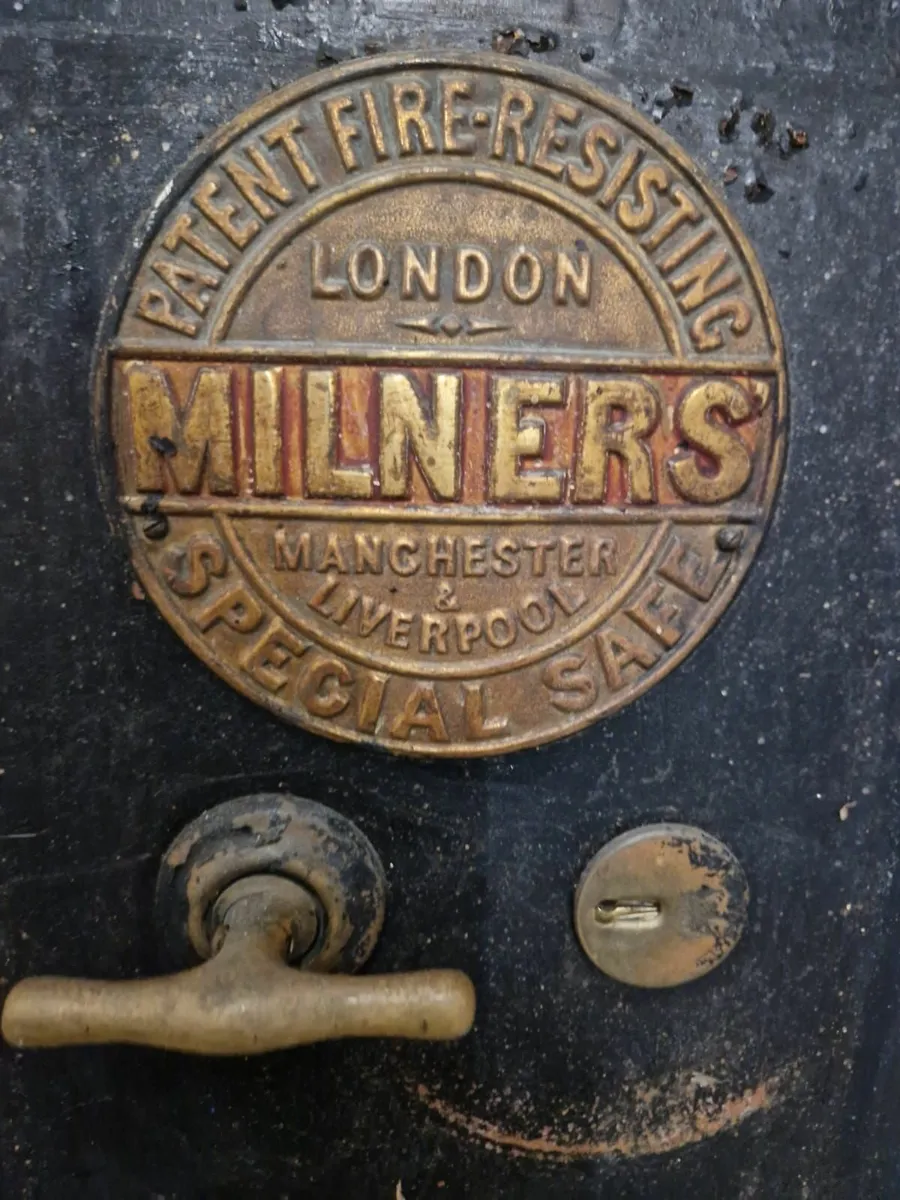 PATENT FIRE-RESISTING
LONDON
MILNERS'
MANCHESTER
&
LIVERPOOL
SPECIAL SAFE